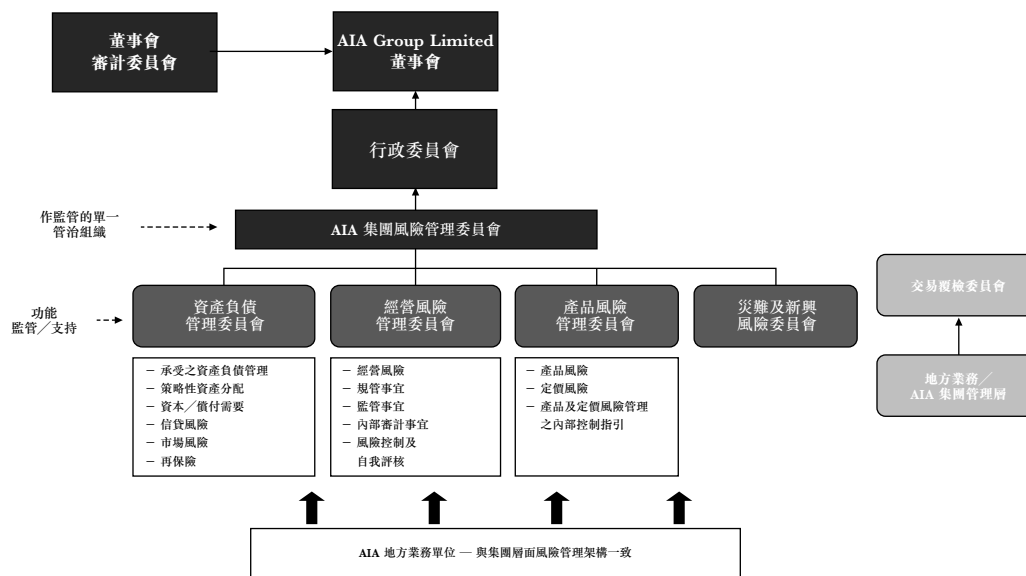 董事會
審計委員會
AIA Group Limited
董事會
行政委員會
作監管的單一
管治組織
AIA 集團風險管理委員會
功能
監管／支持
資產負債
管理委員會
經營風險
管理委員會
產品風險
管理委員會
災難及新興
風險委員會
交易覆檢委員會
地方業務／
AIA 集團管理層
– 承受之資產負債管理
– 策略性資產分配
– 資本／償付需要
– 信貸風險
– 市場風險
– 再保險
– 經營風險
– 規管事宜
– 監管事宜
– 內部審計事宜
– 風險控制及
自我評核
– 產品風險
– 定價風險
– 產品及定價風險管理
之內部控制指引
AIA 地方業務單位 — 與集團層面風險管理架構一致